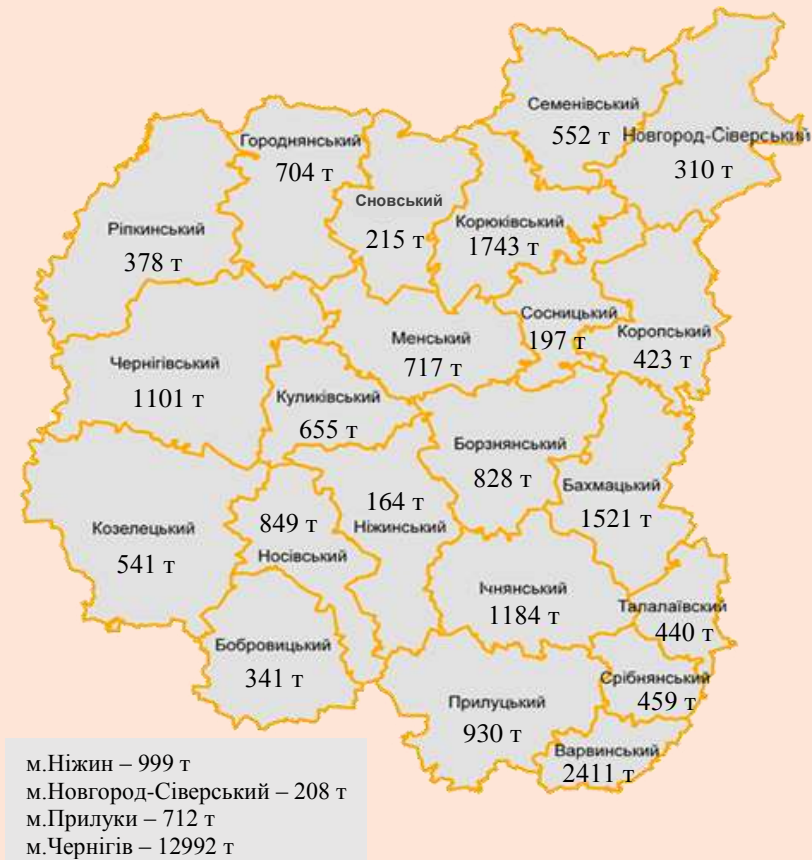 Семенівський
552 т
Новгород-Сіверський
310 т
Городнянський
704 т
Сновський
215 т
Корюківський
1743 т
Ріпкинський
378 т
Сосницький
197 т
Коропський
423 т
Менський
717 т
Чернігівський
1101 т
Куликівський
655 т
Борзнянський
828 т
Бахмацький
1521 т
164 т
Ніжинський
849 т
Носівський
Козелецький
541 т
Ічнянський
1184 т
Талалаївский
440 т
Бобровицький
341 т
Срібнянський
459 т
Прилуцький
930 т
Варвинський
2411 т
м.Ніжин – 999 т
м.Новгород-Сіверський – 208 т
м.Прилуки – 712 т
м.Чернігів – 12992 т